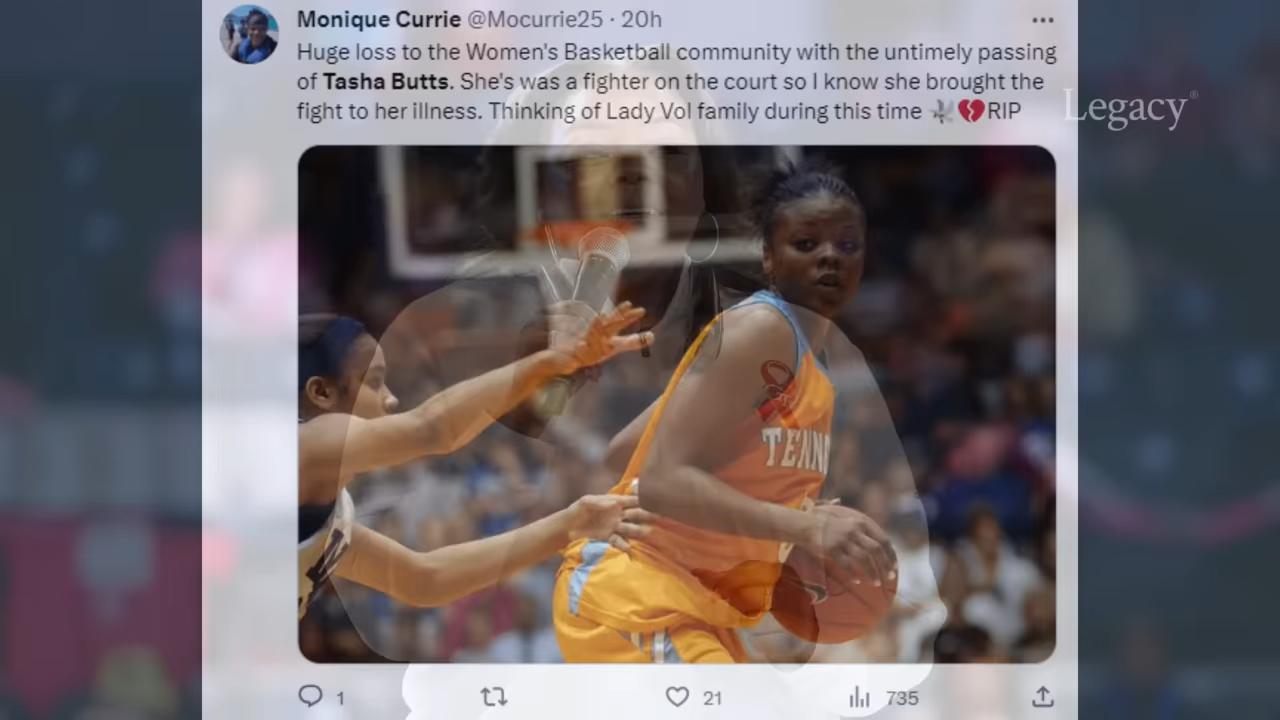 Monique Currie @Mocurrie25 · 20h
Huge loss to the Women's Basketball community with the untimely passing
of Tasha Butts. She's was a fighter on the court so I know she brought the
fight to her illness. Thinking of Lady Vol family during this time 🕊️💔RIP
Legacy®
TENN
1
21
735